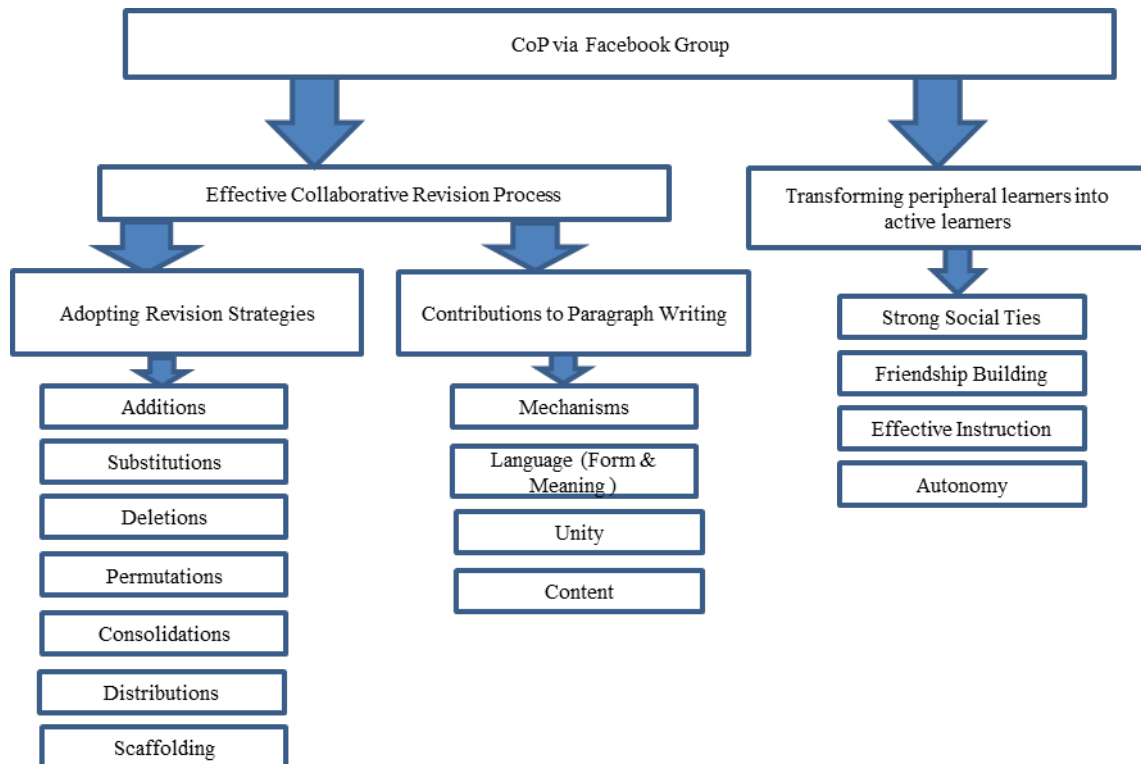 CoP via Facebook Group
Effective Collaborative Revision Process
Transforming peripheral learners into
active learners
Adopting Revision Strategies
Contributions to Paragraph Writing
Strong Social Ties
Friendship Building
Effective Instruction
Autonomy
Additions
Substitutions
Deletions
Permutations
Consolidations
Distributions
Scaffolding
Mechanisms
Language (Form &
Meaning )
Unity
Content